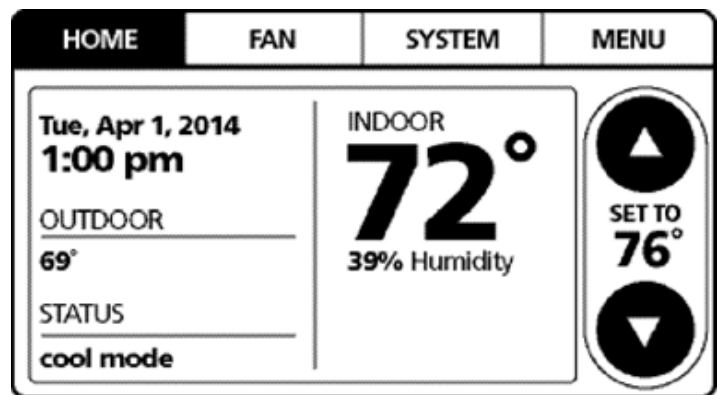 HOME FAN SYSTEM MENU
Tue, Apr 1, 2014
1:00 pm
OUTDOOR
69°
STATUS
cool mode
INDOOR
72°
39% Humidity
SET TO
76°